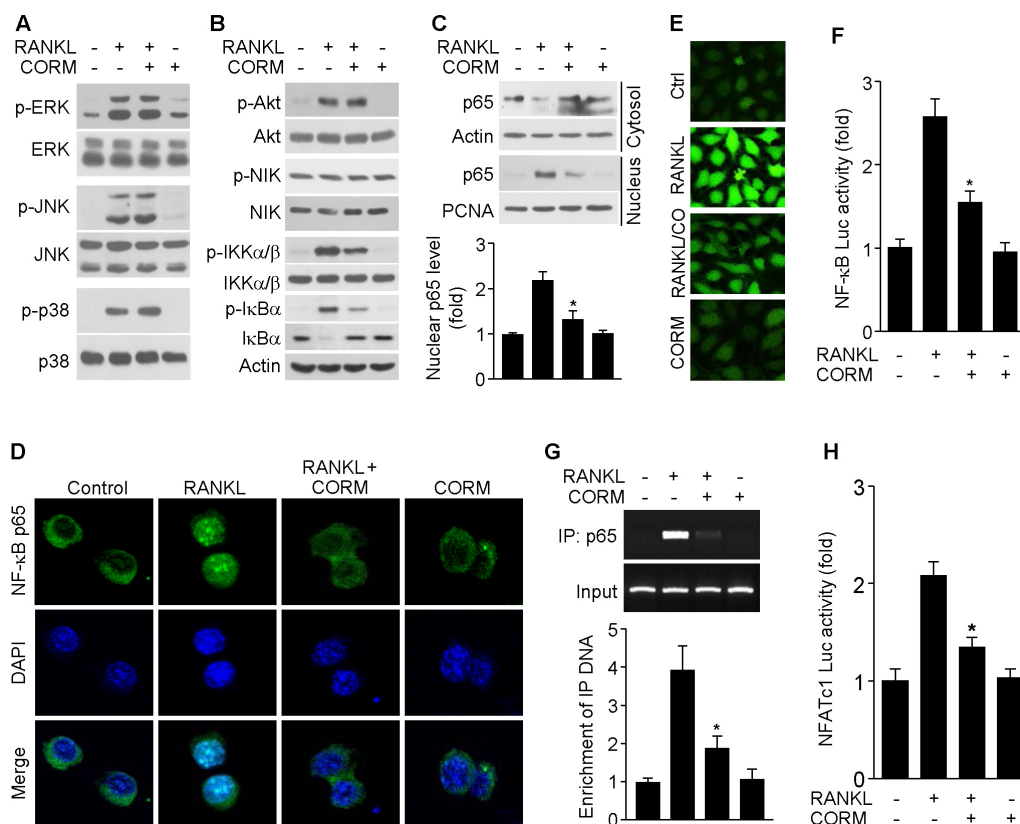 A
RANKL - + + -
CORM - - + +
p-ERK
ERK
p-JNK
JNK
p-p38
p38
B
RANKL - + + -
CORM - - + +
p-Akt
Akt
p-NIK
NIK
p-IKKα/β
IKKα/β
p-IκBα
IκBα
Actin
C
RANKL - + + -
CORM - - + +
p65
Actin
Cytosol
p65
PCNA
Nucleus
Nuclear p65 level
(fold)
3
2
1
0
*
E
Ctrl
RANKL
RANKL/CO
CORM
F
NF-κB Luc activity (fold)
3
2
1
0
*
RANKL - + + -
CORM - - + +
D
Control
RANKL
RANKL +
CORM
CORM
NF-κB p65
DAPI
Merge
G
RANKL - + + -
CORM - - + +
IP: p65
Input
Enrichment of IP DNA
5
4
3
2
1
0
*
H
NFATc1 Luc activity (fold)
3
2
1
0
*
RANKL - + + -
CORM - - + +